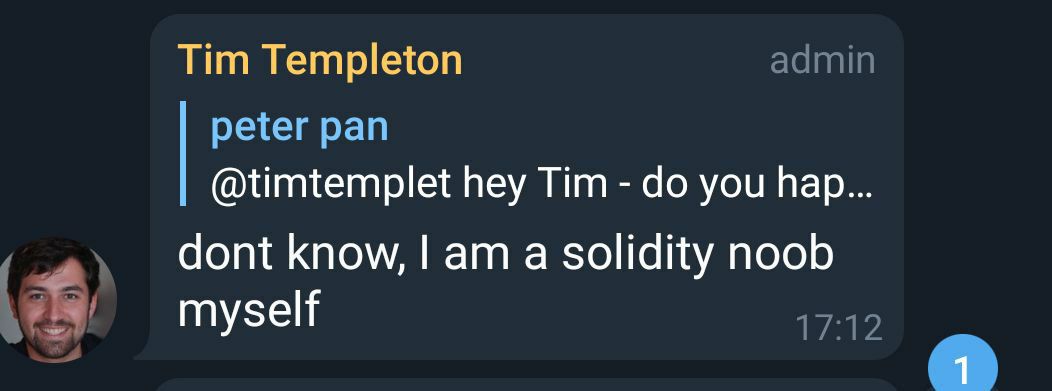 Tim Templeton admin
peter pan
@timtemplet hey Tim - do you hap...
dont know, I am a solidity noob
myself
17:12
1